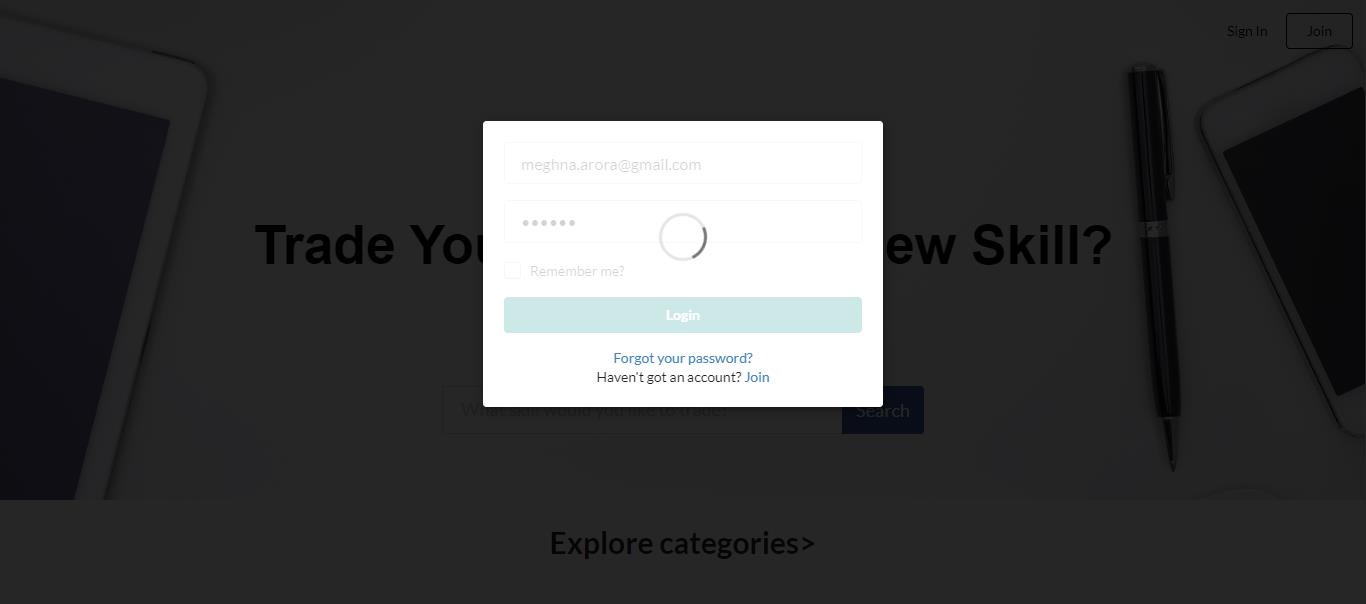 Sign In
Join
meghna.arora@gmail.com
Trade You ew Skill?
Remember me?
Login
Forgot your password?
Haven't got an account? Join
What skill would you like to trade?
Search
Explore categories>